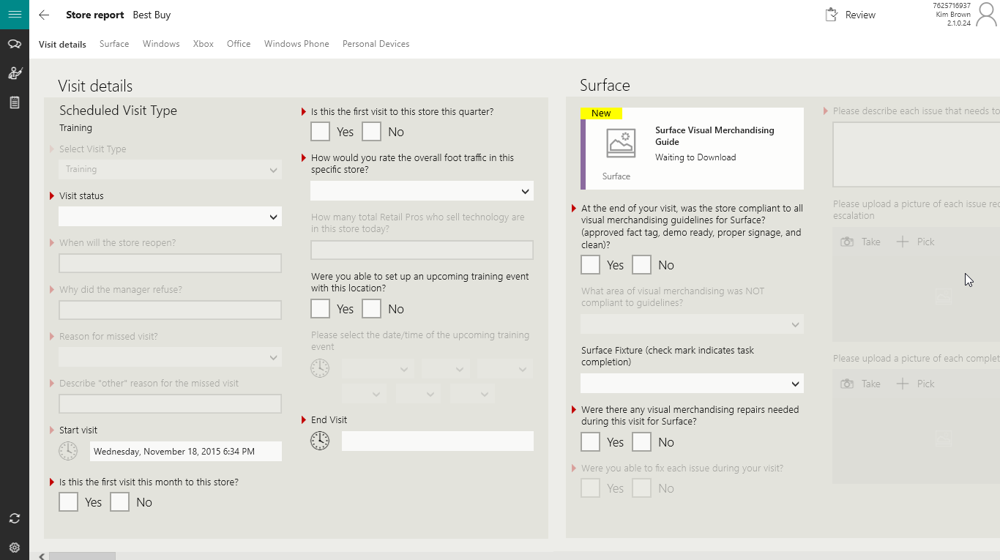 Store report Best Buy
Review
7625716937
Kim Brown
2.1.0.24
Visit details Surface Windows Xbox Office Windows Phone Personal Devices
Visit details
Scheduled Visit Type
Training
Select Visit Type
Training
Visit status
When will the store reopen?
Why did the manager refuse?
Reason for missed visit?
Describe "other" reason for the missed visit
Start visit
Wednesday, November 18, 2015 6:34 PM
Is this the first visit this month to this store?
Yes No
Is this the first visit to this store this quarter?
Yes No
How would you rate the overall foot traffic in this
specific store?
How many total Retail Pros who sell technology are
in this store today?
Were you able to set up an upcoming training event
with this location?
Yes No
Please select the date/time of the upcoming training
event
End Visit
Surface
New
Surface Visual Merchandising
Guide
Waiting to Download
Surface
At the end of your visit, was the store compliant to all
visual merchandising guidelines for Surface?
(approved fact tag, demo ready, proper signage, and
clean)?
Yes No
What area of visual merchandising was NOT
compliant to guidelines?
Surface Fixture (check mark indicates task
completion)
Were there any visual merchandising repairs needed
during this visit for Surface?
Yes No
Were you able to fix each issue during your visit?
Yes No
Please describe each issue that needs to
Please upload a picture of each issue rec
escalation
Take Pick
Please upload a picture of each complet
Take Pick